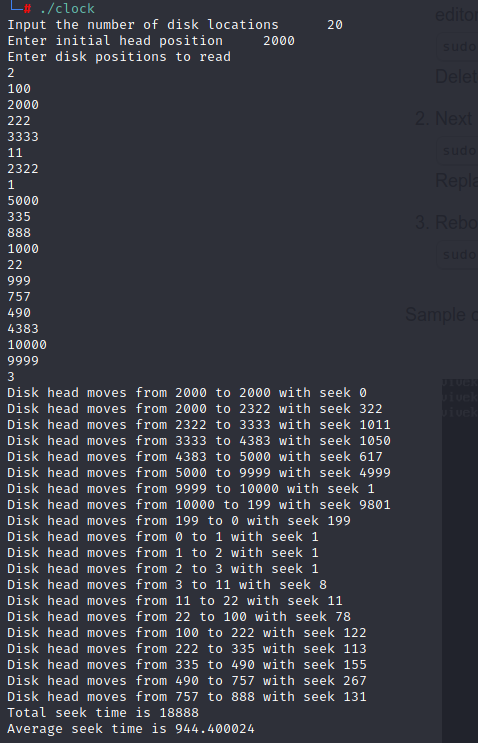 └─# ./clock
Input the number of disk locations 20
Enter initial head position 2000
Enter disk positions to read
2
100
2000
222
3333
11
2322
1
5000
335
888
1000
22
999
757
490
4383
10000
9999
3
Disk head moves from 2000 to 2000 with seek 0
Disk head moves from 2000 to 2322 with seek 322
Disk head moves from 2322 to 3333 with seek 1011
Disk head moves from 3333 to 4383 with seek 1050
Disk head moves from 4383 to 5000 with seek 617
Disk head moves from 5000 to 9999 with seek 4999
Disk head moves from 9999 to 10000 with seek 1
Disk head moves from 10000 to 199 with seek 9801
Disk head moves from 199 to 0 with seek 199
Disk head moves from 0 to 1 with seek 1
Disk head moves from 1 to 2 with seek 1
Disk head moves from 2 to 3 with seek 1
Disk head moves from 3 to 11 with seek 8
Disk head moves from 11 to 22 with seek 11
Disk head moves from 22 to 100 with seek 78
Disk head moves from 100 to 222 with seek 122
Disk head moves from 222 to 335 with seek 113
Disk head moves from 335 to 490 with seek 155
Disk head moves from 490 to 757 with seek 267
Disk head moves from 757 to 888 with seek 131
Total seek time is 18888
Average seek time is 944.400024
editor
sudo
Delet
2. Next
sudo
Repla
3. Rebo
sudo
Sample